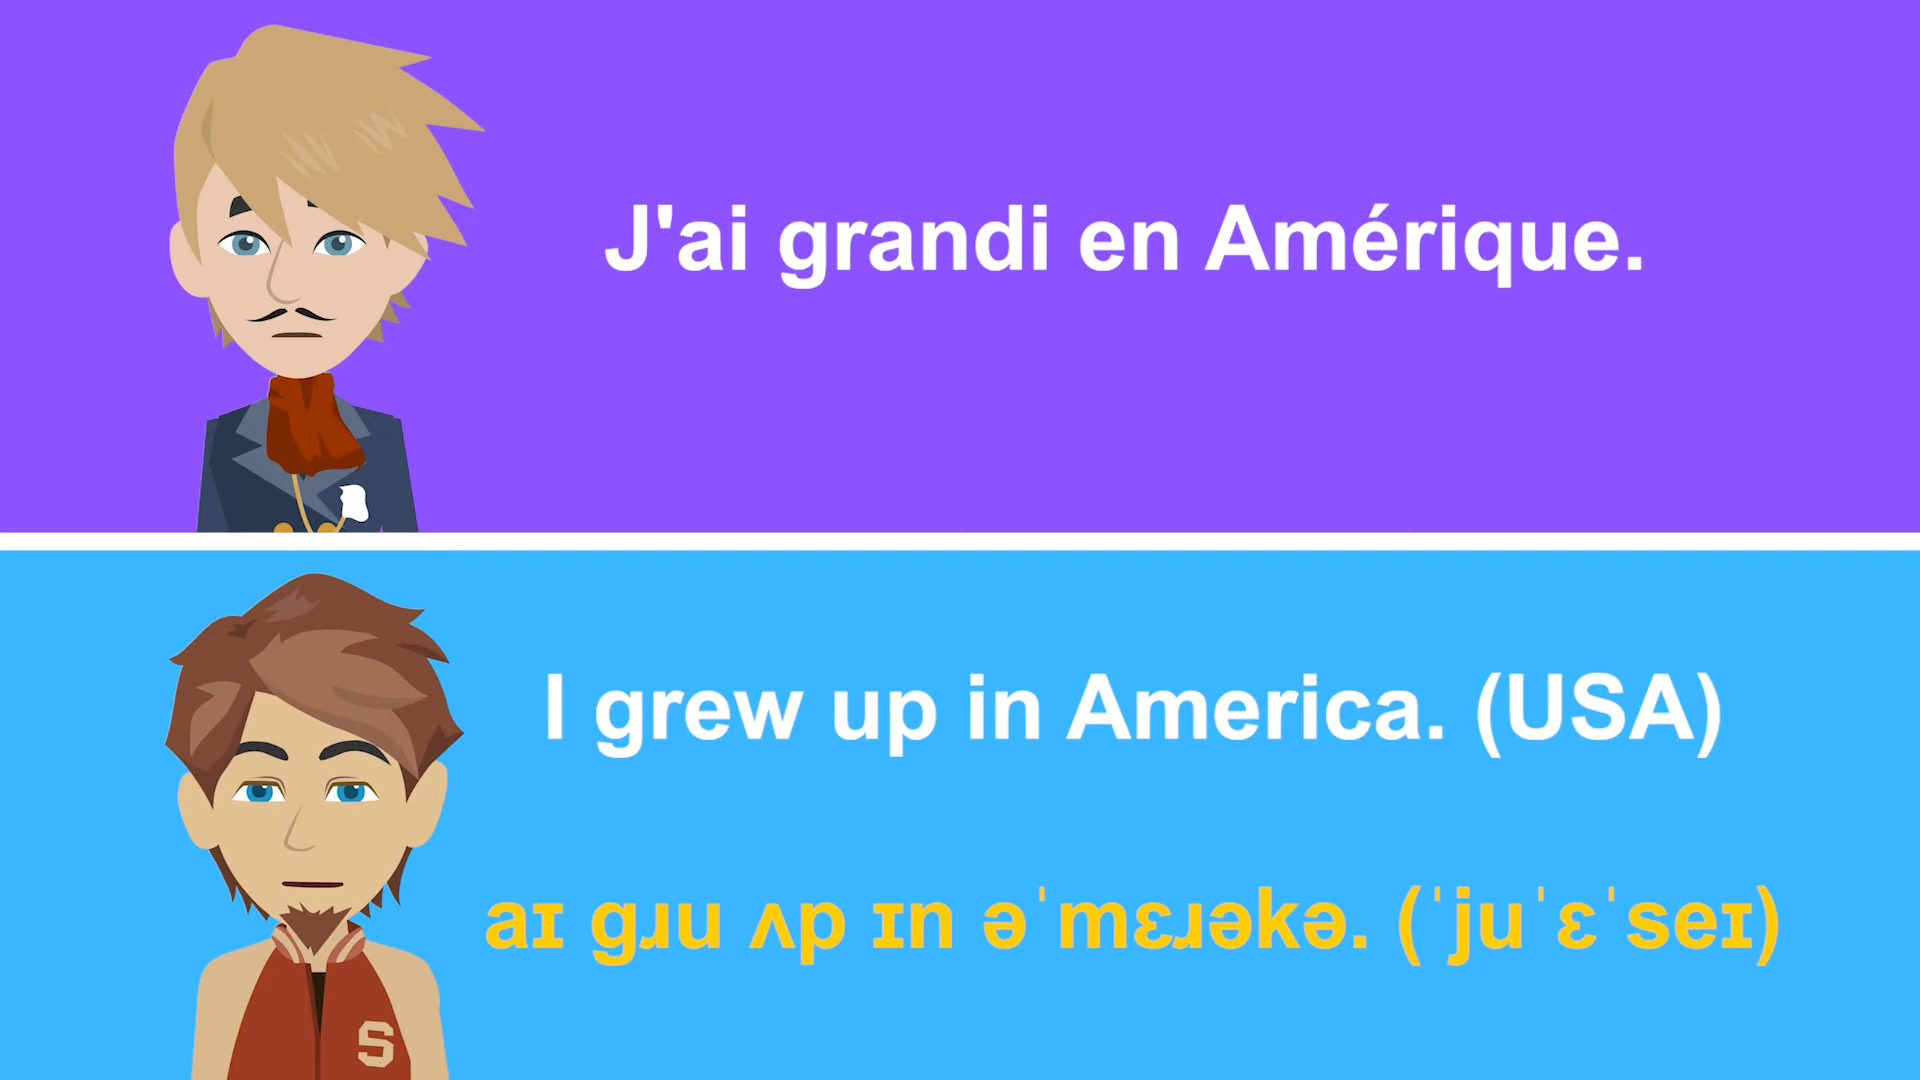 J'ai grandi en Amérique.
I grew up in America. (USA)
aɪ gɹu ʌp ɪn əˈmɛɹəkə. (ˈjuˈɛˈseɪ)
S